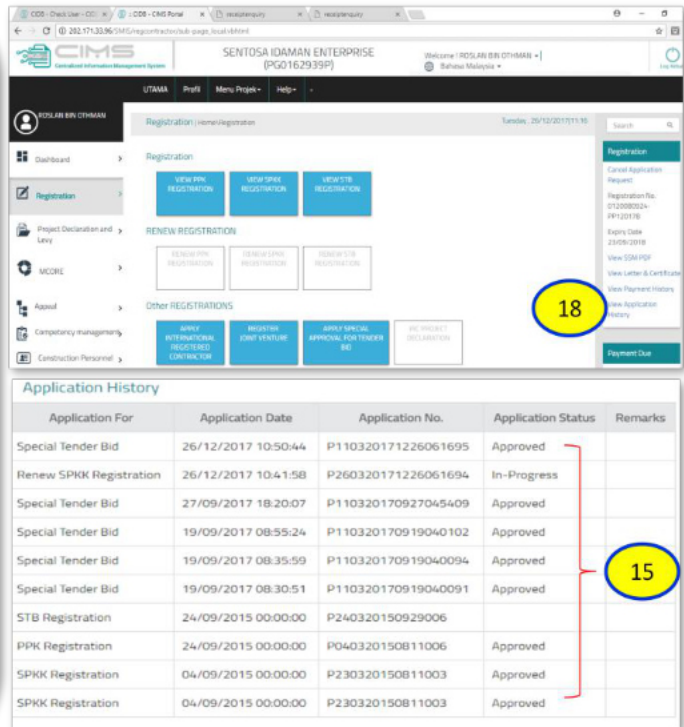 CIDB - CIMS Portal
receiptenquiry
receiptenquiry
CIMS
Centralized Information Management System
SENTOSA IDAMAN ENTERPRISE
(PG0162939P)
Welcome ! ROSLAN BIN OTHMAN
Bahasa Malaysia
UTAMA Profil Menu Projek Help
ROSLAN BIN OTHMAN
Registration | Home\Registration
Search
Dashboard
Registration
Project Declaration and
Levy
MCORE
Appeal
Competency management
Construction Personnel
Registration
VIEW PPK
REGISTRATION
VIEW SPKK
REGISTRATION
VIEW STB
REGISTRATION
RENEW REGISTRATION
RENEW PPK
REGISTRATION
RENEW SPKK
REGISTRATION
RENEW STB
REGISTRATION
Other REGISTRATIONS
APPLY
INTERNATIONAL
REGISTERED
CONTRACTOR
REGISTER
JOINT VENTURE
APPLY SPECIAL
APPROVAL FOR TENDER
BID
PROJECT
DECLARATION
Registration
Cancel Application
Request
Registration No.
0120080924-
PP120178
Expiry Date
23/09/2018
View SSM PDF
View Letter & Certificate
View Payment History
View Application
History
Payment Due
18
Application History
Application For Application Date Application No. Application Status Remarks
Special Tender Bid 26/12/2017 10:50:44 P110320171226061695 Approved
Renew SPKK Registration 26/12/2017 10:41:58 P260320171226061694 In-Progress
Special Tender Bid 27/09/2017 18:20:07 P110320170927045409 Approved
Special Tender Bid 19/09/2017 08:55:24 P110320170919040102 Approved
Special Tender Bid 19/09/2017 08:35:59 P110320170919040094 Approved
Special Tender Bid 19/09/2017 08:30:51 P110320170919040091 Approved
STB Registration 24/09/2015 00:00:00 P240320150929006
PPK Registration 24/09/2015 00:00:00 P040320150811006 Approved
SPKK Registration 04/09/2015 00:00:00 P230320150811003 Approved
SPKK Registration 04/09/2015 00:00:00 P230320150811003 Approved
15